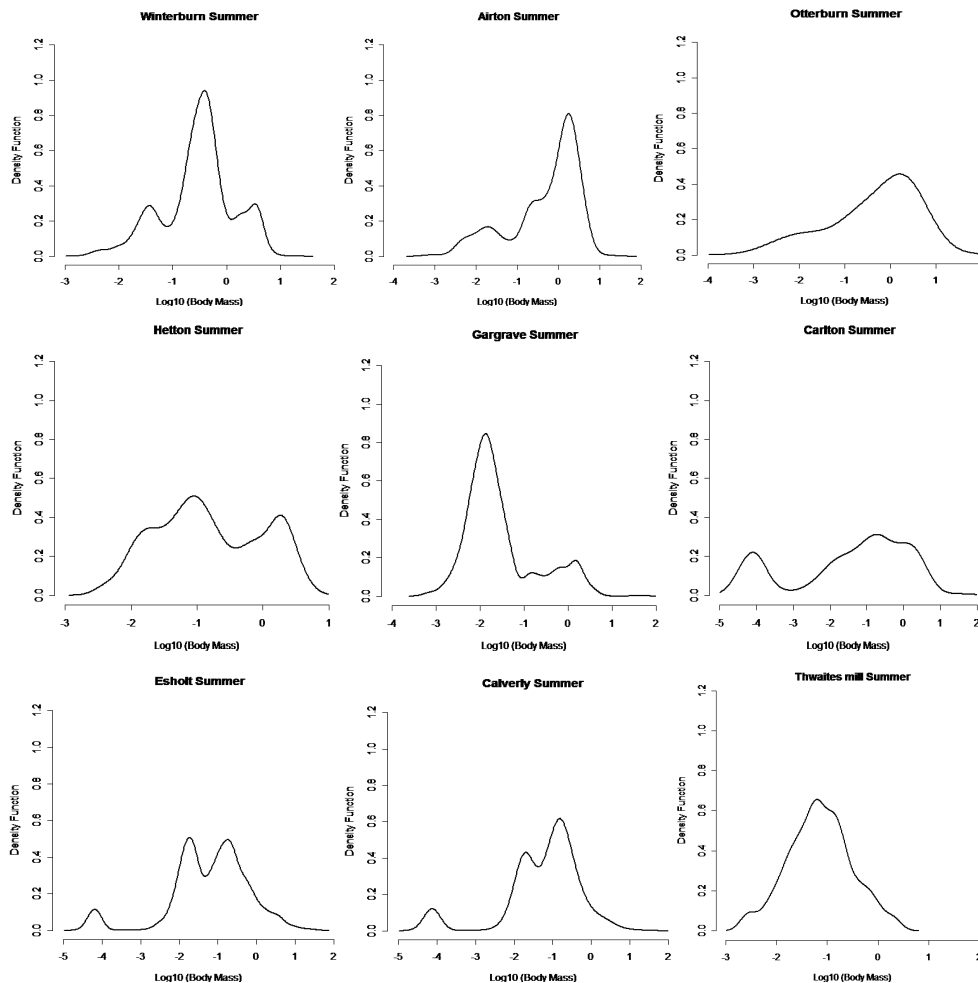 Winterburn Summer
Density Function
0.0 0.2 0.4 0.6 0.8 1.0 1.2
-3 -2 -1 0 1 2
Log10 (Body Mass)
Airton Summer
Density Function
0.0 0.2 0.4 0.6 0.8 1.0 1.2
-4 -3 -2 -1 0 1 2
Log10 (Body Mass)
Otterburn Summer
Density Function
0.0 0.2 0.4 0.6 0.8 1.0 1.2
-4 -3 -2 -1 0 1
Log10 (Body Mass)
Hetton Summer
Density Function
0.0 0.2 0.4 0.6 0.8 1.0 1.2
-3 -2 -1 0 1
Log10 (Body Mass)
Gargrave Summer
Density Function
0.0 0.2 0.4 0.6 0.8 1.0 1.2
-4 -3 -2 -1 0 1 2
Log10 (Body Mass)
Carlton Summer
Density Function
0.0 0.2 0.4 0.6 0.8 1.0 1.2
-5 -4 -3 -2 -1 0 1 2
Log10 (Body Mass)
Esholt Summer
Density Function
0.0 0.2 0.4 0.6 0.8 1.0 1.2
-5 -4 -3 -2 -1 0 1 2
Log10 (Body Mass)
Calverly Summer
Density Function
0.0 0.2 0.4 0.6 0.8 1.0 1.2
-5 -4 -3 -2 -1 0 1 2
Log10 (Body Mass)
Thwaites mill Summer
Density Function
0.0 0.2 0.4 0.6 0.8 1.0 1.2
-3 -2 -1 0 1 2
Log10 (Body Mass)